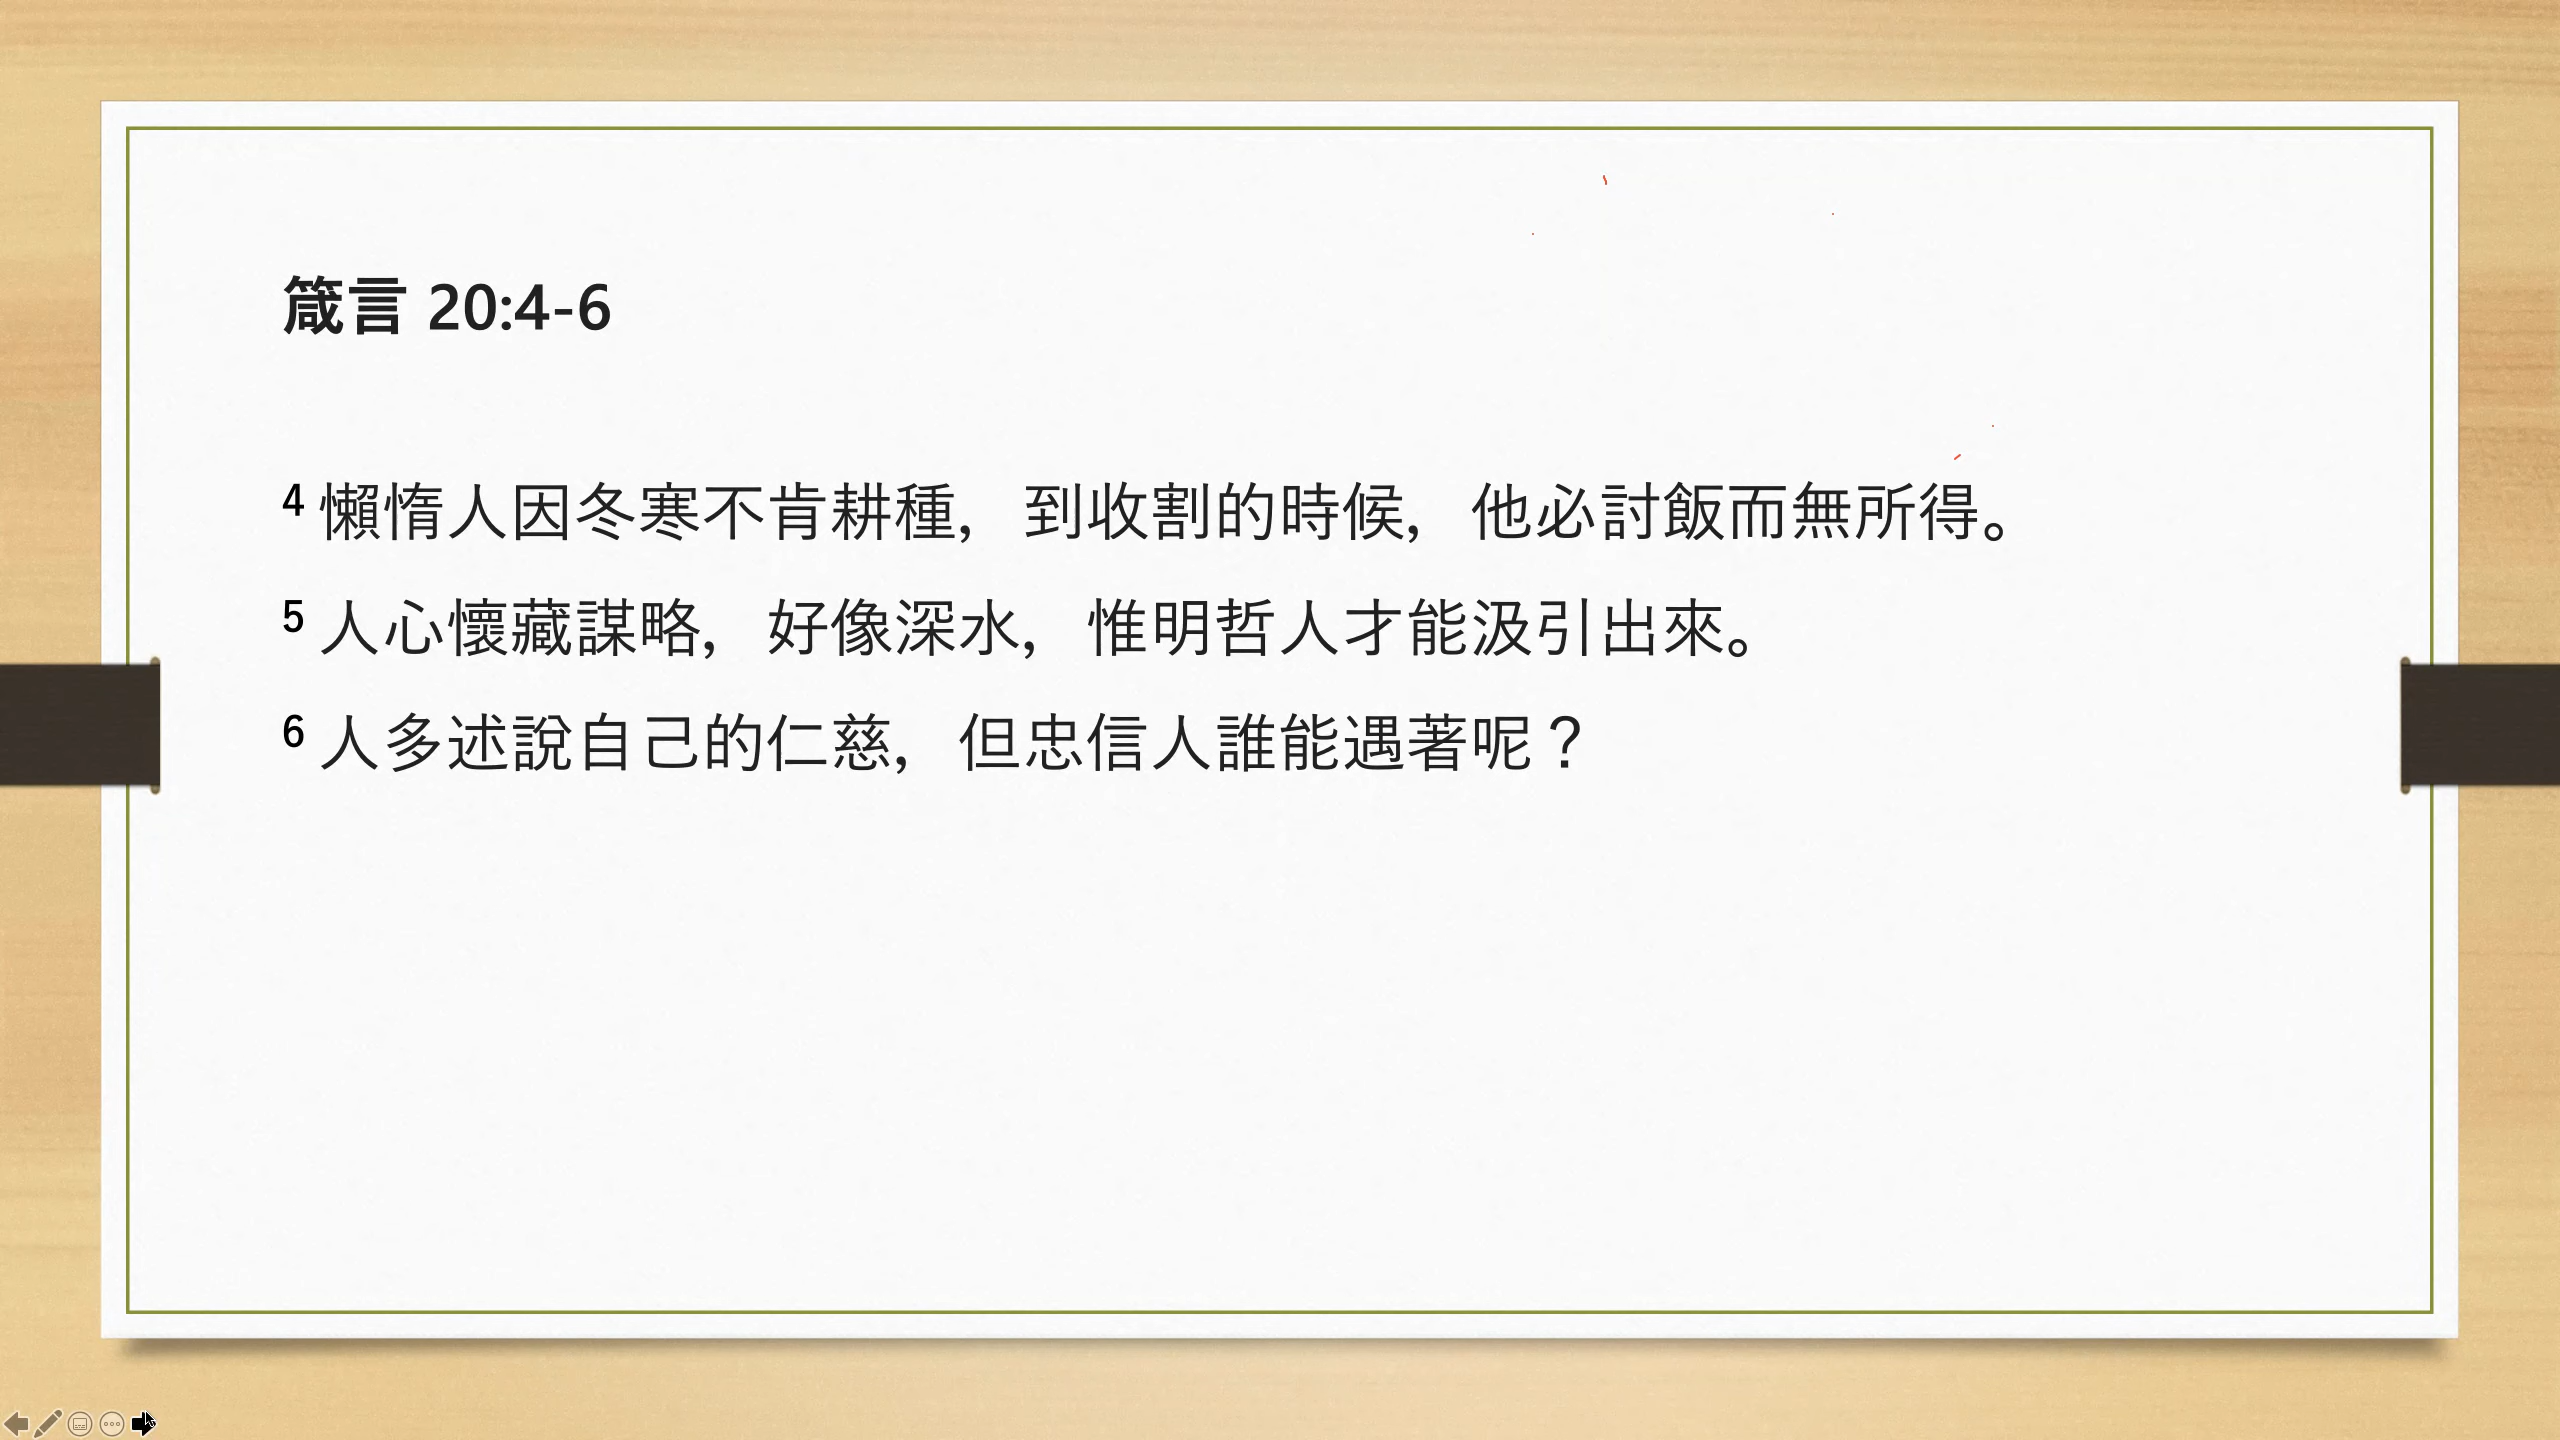 箴言 20:4-6
4 懶惰人因冬寒不肯耕種，到收割的時候，他必討飯而無所得。
5 人心懷藏謀略，好像深水，惟明哲人才能汲引出來。
6 人多述說自己的仁慈，但忠信人誰能遇著呢？